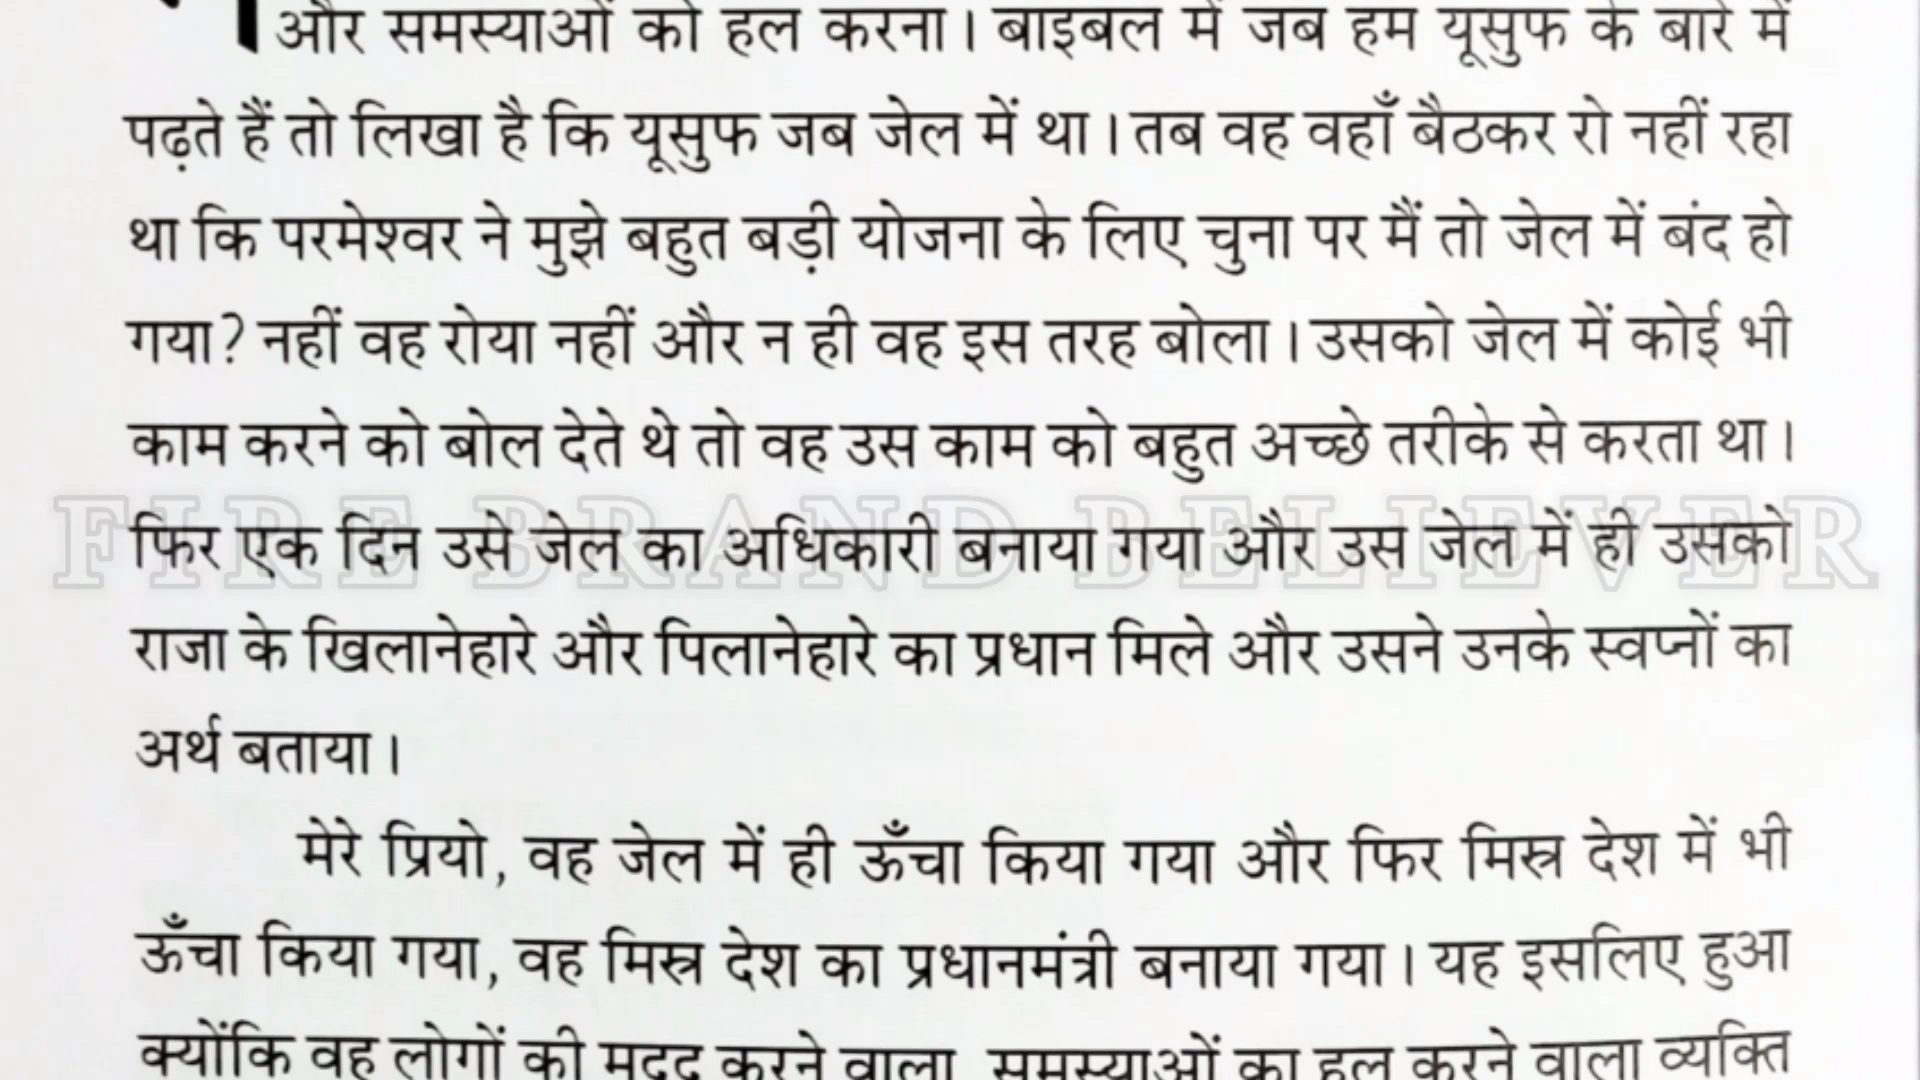 और समस्याओं को हल करना। बाइबल में जब हम यूसुफ के बारे में
पढ़ते हैं तो लिखा है कि यूसुफ जब जेल में था। तब वह वहाँ बैठकर रो नहीं रहा
था कि परमेश्वर ने मुझे बहुत बड़ी योजना के लिए चुना पर मैं तो जेल में बंद हो
गया? नहीं वह रोया नहीं और न ही वह इस तरह बोला। उसको जेल में कोई भी
काम करने को बोल देते थे तो वह उस काम को बहुत अच्छे तरीके से करता था।
FIRE BRAND BELIEVER
फिर एक दिन उसे जेल का अधिकारी बनाया गया और उस जेल में ही उसको
राजा के खिलानेहारे और पिलानेहारे का प्रधान मिले और उसने उनके स्वप्नों का
अर्थ बताया।
मेरे प्रियो, वह जेल में ही ऊँचा किया गया और फिर मिस्र देश में भी
ऊँचा किया गया, वह मिस्र देश का प्रधानमंत्री बनाया गया। यह इसलिए हुआ
क्योंकि वह लोगों की मदद करने वाला, समस्याओं का हल करने वाला व्यक्ति